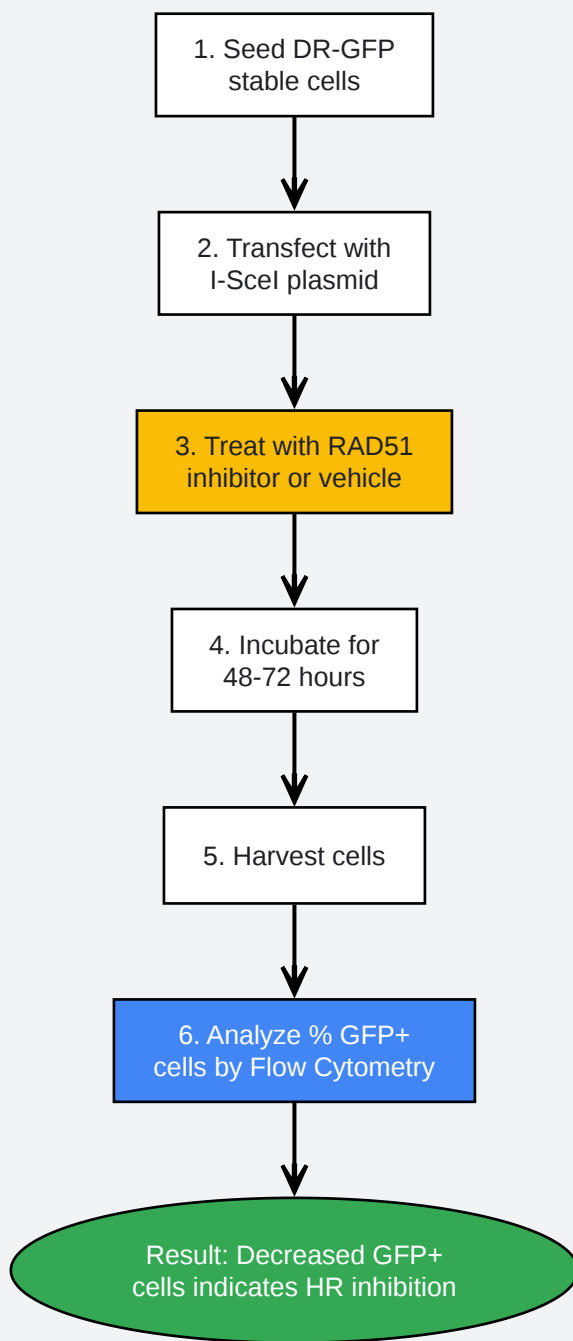 1. Seed DR-GFP
stable cells
2. Transfect with
I-SceI plasmid
3. Treat with RAD51
inhibitor or vehicle
4. Incubate for
48-72 hours
5. Harvest cells
6. Analyze % GFP+
cells by Flow Cytometry
Result: Decreased GFP+
cells indicates HR inhibition